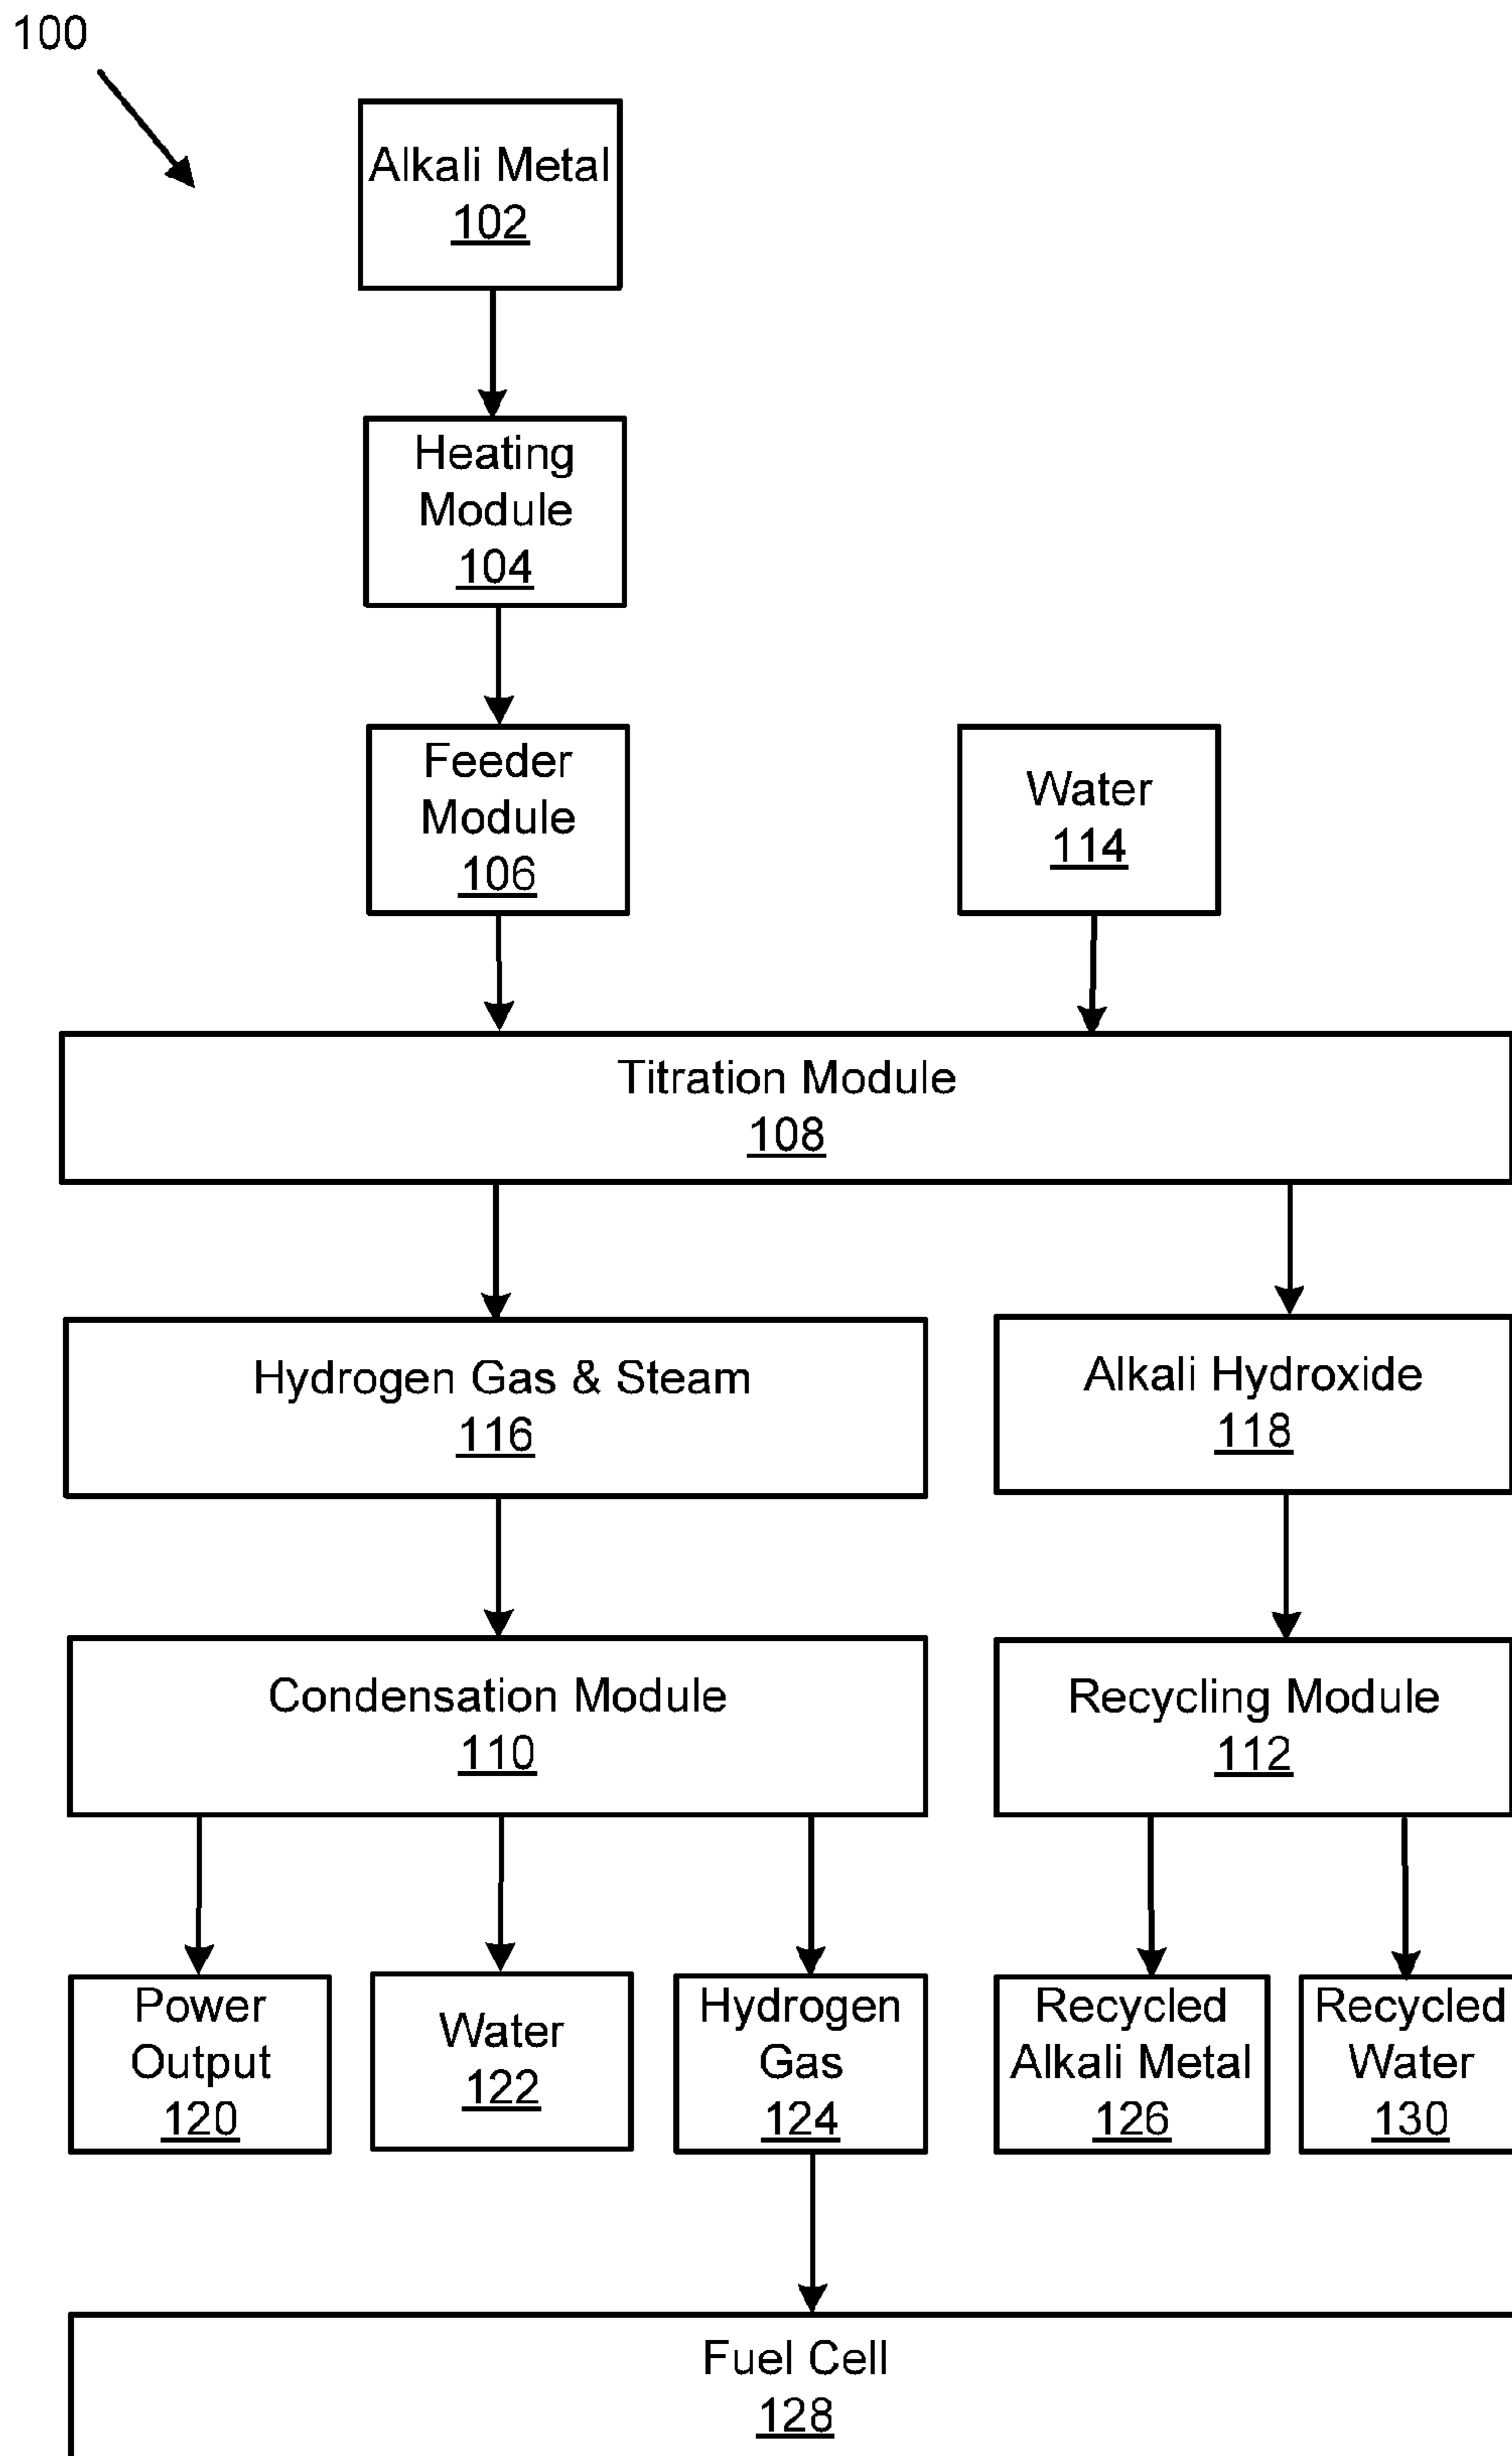 100
Alkali Metal
102
Heating
Module
104
Feeder
Module
106
Water
114
Titration Module
108
Hydrogen Gas & Steam
116
Alkali Hydroxide
118
Condensation Module
110
Recycling Module
112
Power
Output
120
Water
122
Hydrogen
Gas
124
Recycled
Alkali Metal
126
Recycled
Water
130
Fuel Cell
128